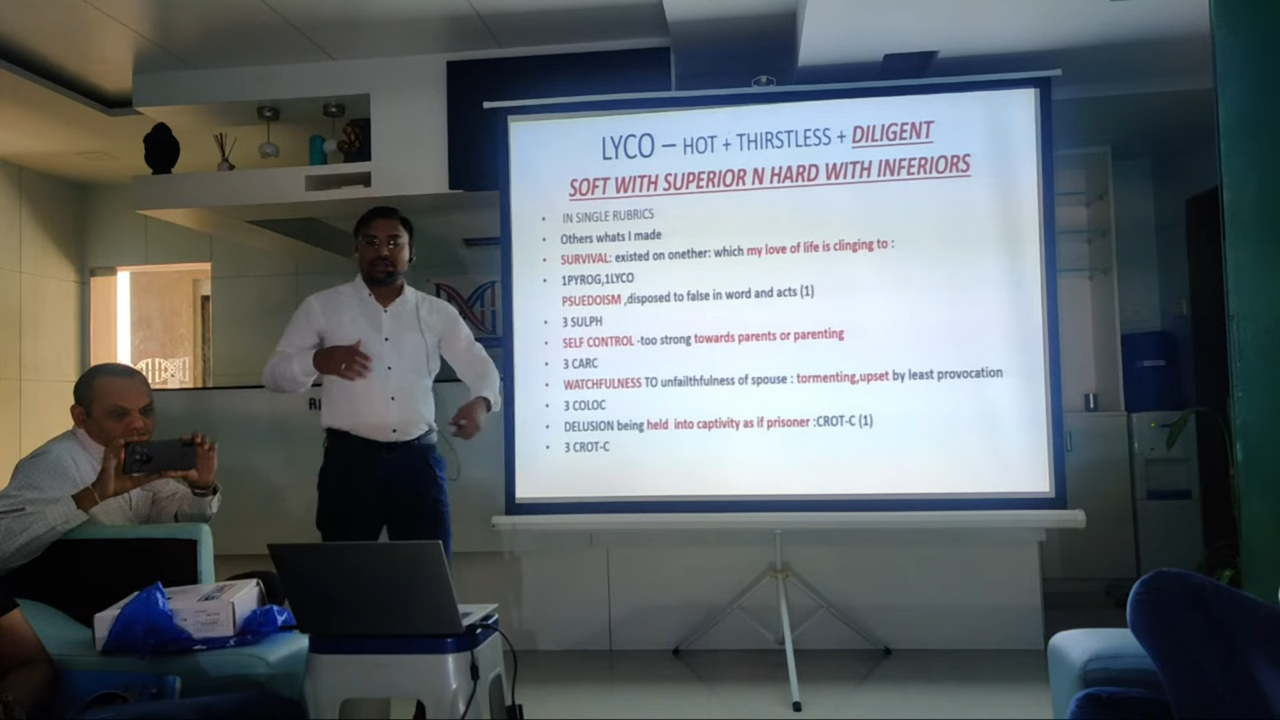 LYCO – HOT + THIRSTLESS + DILIGENT
SOFT WITH SUPERIOR N HARD WITH INFERIORS
• IN SINGLE RUBRICS
• Others whats I made
• SURVIVAL: existed on onether: which my love of life is clinging to :
• 1PYROG,1LYCO
PSUEDOISM ,disposed to false in word and acts (1)
• 3 SULPH
• SELF CONTROL -too strong towards parents or parenting
• 3 CARC
• WATCHFULNESS TO unfailthfulness of spouse : tormenting,upset by least provocation
• 3 COLOC
• DELUSION being held into captivity as if prisoner :CROT-C (1)
• 3 CROT-C